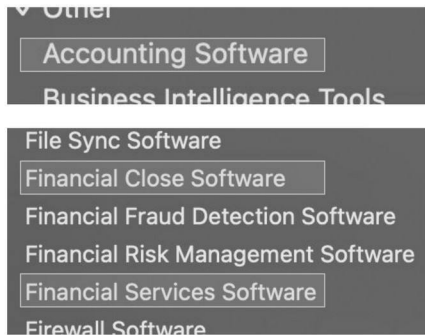 Other
Accounting Software
Business Intelligence Tools
File Sync Software
Financial Close Software
Financial Fraud Detection Software
Financial Risk Management Software
Financial Services Software
Firewall Software